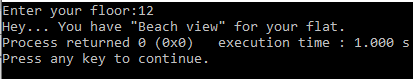 Enter your floor:12
Hey... You have "Beach view" for your flat.
Process returned 0 (0x0)   execution time : 1.000 s
Press any key to continue.